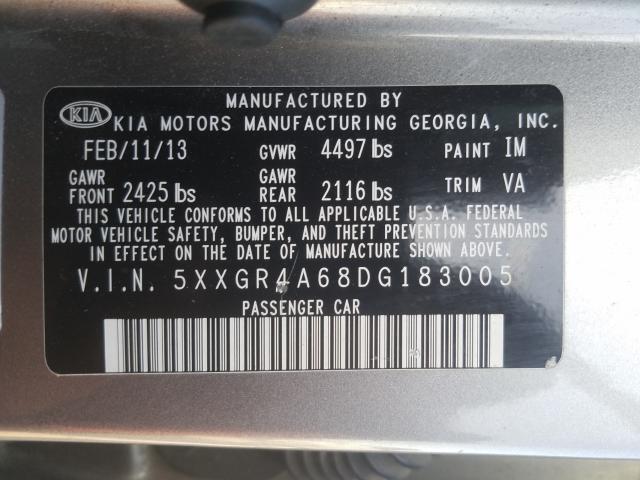 MANUFACTURED BY
KIA KIA MOTORS MANUFACTURING GEORGIA, INC.
FEB/11/13 GVWR 4497 lbs PAINT IM
GAWR FRONT 2425 lbs GAWR REAR 2116 lbs TRIM VA
THIS VEHICLE CONFORMS TO ALL APPLICABLE U.S.A. FEDERAL
MOTOR VEHICLE SAFETY, BUMPER, AND THEFT PREVENTION STANDARDS
IN EFFECT ON THE DATE OF MANUFACTURE SHOWN ABOVE.
V.I.N. 5XXGR4A68DG183005
PASSENGER CAR